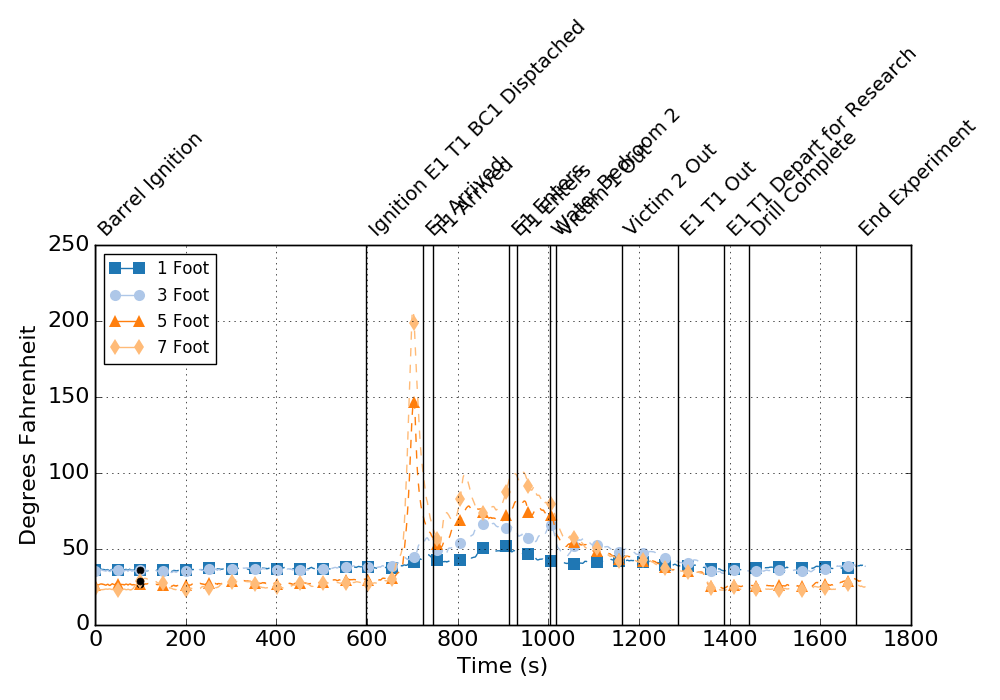 Barrel Ignition
Ignition E1 T1 BC1 Disptached
E1 Arrived
T1 Arrived
E1 Enters
T1 Enters
Water Bedroom 2
Victim 1 Out
Victim 2 Out
E1 T1 Out
E1 T1 Depart for Research
Drill Complete
End Experiment
250
200
150
100
50
0
Degrees Fahrenheit
1 Foot
3 Foot
5 Foot
7 Foot
0 200 400 600 800 1000 1200 1400 1600 1800
Time (s)